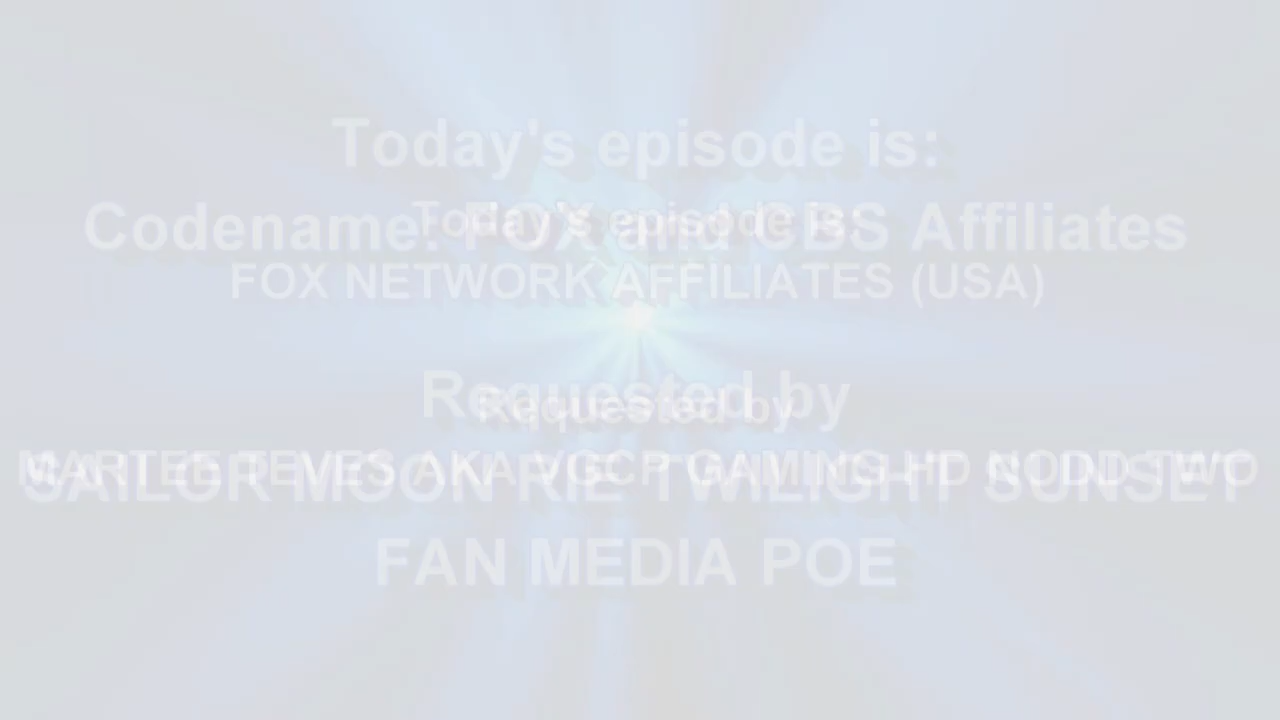 Today's episode is:
Codename: FOX and CBS Affiliates
Today's episode is:
FOX NETWORK AFFILIATES (USA)
Requested by
Requested by
SAILOR MOON RIE TWILIGHT SUNSET
FAN MEDIA POE